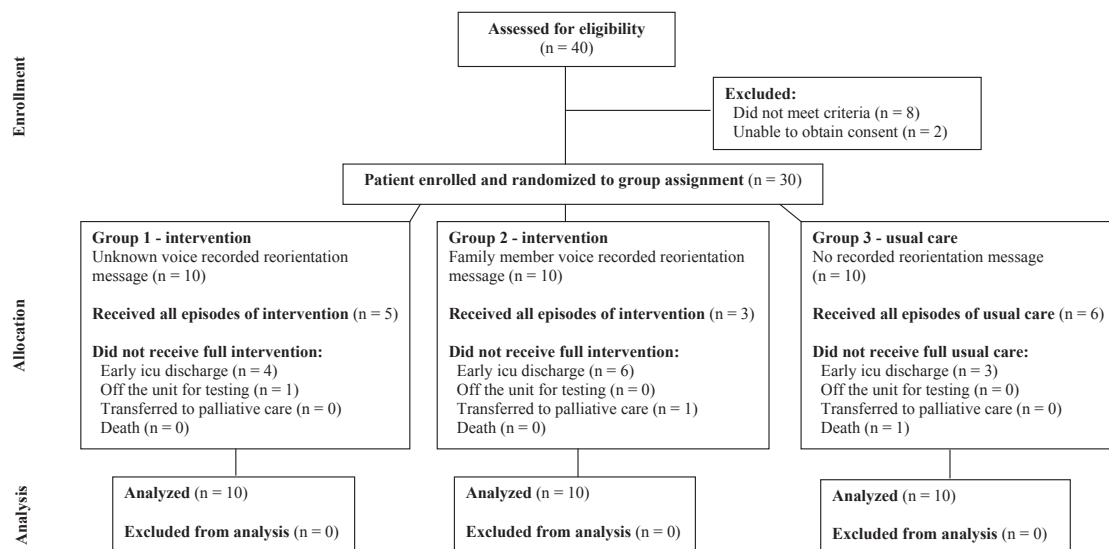 Enrollment
Assessed for eligibility
(n = 40)
Excluded:
Did not meet criteria (n = 8)
Unable to obtain consent (n = 2)
Patient enrolled and randomized to group assignment (n = 30)
Allocation
Group 1 - intervention
Unknown voice recorded reorientation
message (n = 10)
Received all episodes of intervention (n = 5)
Did not receive full intervention:
Early icu discharge (n = 4)
Off the unit for testing (n = 1)
Transferred to palliative care (n = 0)
Death (n = 0)
Group 2 - intervention
Family member voice recorded reorientation
message (n = 10)
Received all episodes of intervention (n = 3)
Did not receive full intervention:
Early icu discharge (n = 6)
Off the unit for testing (n = 0)
Transferred to palliative care (n = 1)
Death (n = 0)
Group 3 - usual care
No recorded reorientation message
(n = 10)
Received all episodes of usual care (n = 6)
Did not receive full usual care:
Early icu discharge (n = 3)
Off the unit for testing (n = 0)
Transferred to palliative care (n = 0)
Death (n = 1)
Analysis
Analyzed (n = 10)
Excluded from analysis (n = 0)
Analyzed (n = 10)
Excluded from analysis (n = 0)
Analyzed (n = 10)
Excluded from analysis (n = 0)